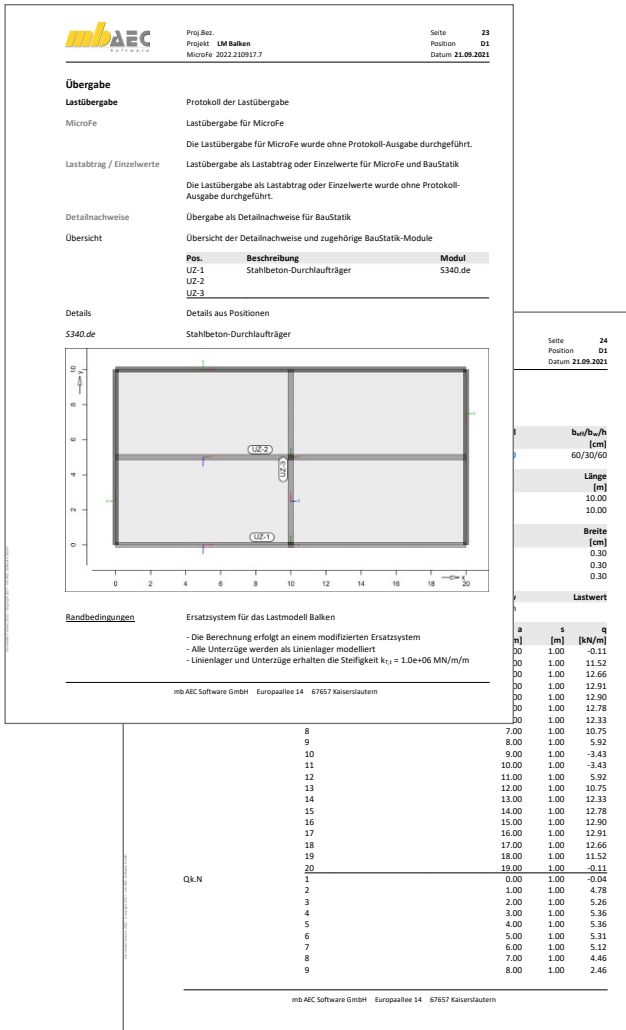 mb AEC
Software
Proj.Bez.
Seite 23
Projekt LM Balken
Position D1
MicroFe 2022.210917.7
Datum 21.09.2021
Übergabe
Lastübergabe Protokoll der Lastübergabe
MicroFe Lastübergabe für MicroFe
Die Lastübergabe für MicroFe wurde ohne Protokoll-Ausgabe durchgeführt.
Lastabtrag / Einzelwerte Lastübergabe als Lastabtrag oder Einzelwerte für MicroFe und BauStatik
Die Lastübergabe als Lastabtrag oder Einzelwerte wurde ohne Protokoll-
Ausgabe durchgeführt.
Detailnachweise Übergabe als Detailnachweise für BauStatik
Übersicht Übersicht der Detailnachweise und zugehörige BauStatik-Module
Pos. Beschreibung Modul
UZ-1 Stahlbeton-Durchlaufträger S340.de
UZ-2
UZ-3
Details Details aus Positionen
S340.de Stahlbeton-Durchlaufträger
10
y
8
6
4
2
0
UZ-2
UZ-3
UZ-1
0 2 4 6 8 10 12 14 16 18 x 20
Randbedingungen Ersatzsystem für das Lastmodell Balken
- Die Berechnung erfolgt an einem modifizierten Ersatzsystem
- Alle Unterzüge werden als Linienlager modelliert
- Linienlager und Unterzüge erhalten die Steifigkeit kT,t = 1.0e+06 MN/m/m
mb AEC Software GmbH Europaallee 14 67657 Kaiserslautern
Seite 24
Position D1
Datum 21.09.2021
beff/bw/h
[cm]
60/30/60
Länge
[m]
10.00
10.00
Breite
[cm]
0.30
0.30
0.30
Lastwert
a s q
[m] [kN/m]
1.00 -0.11
1.00 11.52
1.00 12.66
1.00 12.91
1.00 12.90
1.00 12.78
1.00 12.33
8 7.00 1.00 10.75
9 8.00 1.00 5.92
10 9.00 1.00 -3.43
11 10.00 1.00 -3.43
12 11.00 1.00 5.92
13 12.00 1.00 10.75
14 13.00 1.00 12.33
15 14.00 1.00 12.78
16 15.00 1.00 12.90
17 16.00 1.00 12.91
18 17.00 1.00 12.66
19 18.00 1.00 11.52
20 19.00 1.00 -0.11
Qk.N 1 0.00 1.00 -0.04
2 1.00 1.00 4.78
3 2.00 1.00 5.26
4 3.00 1.00 5.36
5 4.00 1.00 5.36
6 5.00 1.00 5.31
7 6.00 1.00 5.12
8 7.00 1.00 4.46
9 8.00 1.00 2.46
mb AEC Software GmbH Europaallee 14 67657 Kaiserslautern